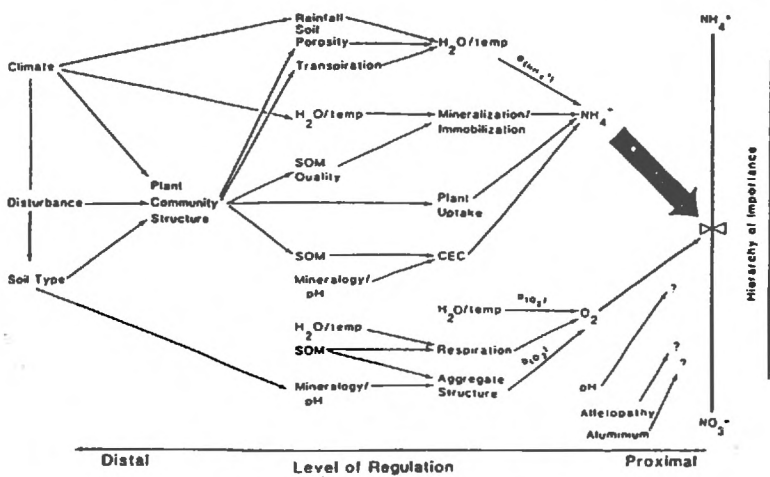 Rainfall
Soil
Porosity
Transpiration
H₂O/temp
NH₄⁺
Climate
H₂O/temp
Mineralization/
Immobilization
NH₄⁺
SOM
Quality
Plant
Community
Structure
Disturbance
Plant
Uptake
Soil Type
SOM
Mineralogy/
pH
CEC
H₂O/temp
O₂
?
H₂O/temp
SOM
Respiration
Aggregate
Structure
Mineralogy/
pH
?
?
pH
Allelopathy
Aluminium
NO₃⁻
Hierarchy of Importance
Distal
Level of Regulation
Proximal